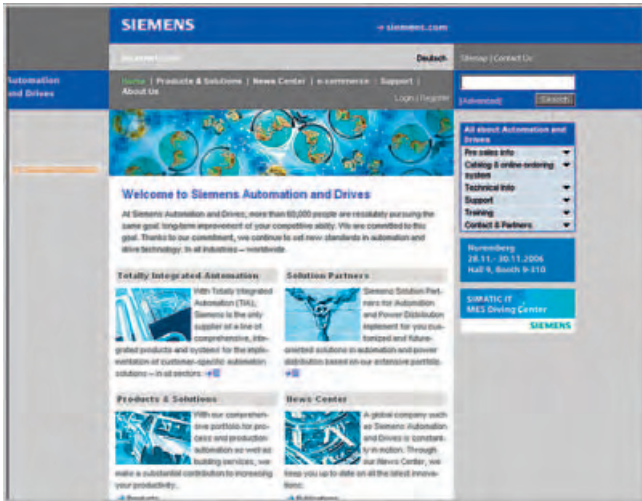 SIEMENS
siemens.com
Deutsch
Sitemap | Contact Us
Automation
and Drives
Home | Products & Solutions | News Center | e-commerce | Support |
About Us
Login | Register
[Advanced]
Search
All about Automation and
Drives
Pre sales info
Catalog & online ordering
system
Technical Info
Support
Training
Contact & Partners
Nuremberg
28.11.- 30.11.2006
Hall 9, Booth 9-310
SIMATIC IT
MES Diving Center
SIEMENS
Welcome to Siemens Automation and Drives
At Siemens Automation and Drives, more than 60,000 people are resolutely pursuing the
same goal: long-term improvement of your competitive ability. We are committed to this
goal. Thanks to our commitment, we continue to set new standards in automation and
drive technology. In all industries – worldwide.
Totally Integrated Automation
With Totally Integrated
Automation (TIA),
Siemens is the only
supplier of a line of
comprehensive, inte-
grated products and systems for the imple-
mentation of customer-specific automation
solutions – in all sectors.
Solution Partners
Siemens Solution Part-
ners for Automation
and Power Distribution
implement for you cus-
tomized and future-
oriented solutions in automation and power
distribution based on our extensive portfolio.
Products & Solutions
With our comprehen-
sive portfolio for pro-
cess and production
automation as well as
building services, we
make a substantial contribution to increasing
your productivity.
Products
News Center
A global company such
as Siemens Automation
and Drives is constant-
ly in motion. Through
our News Center, we
keep you up to date on all the latest innova-
tions:
Publications